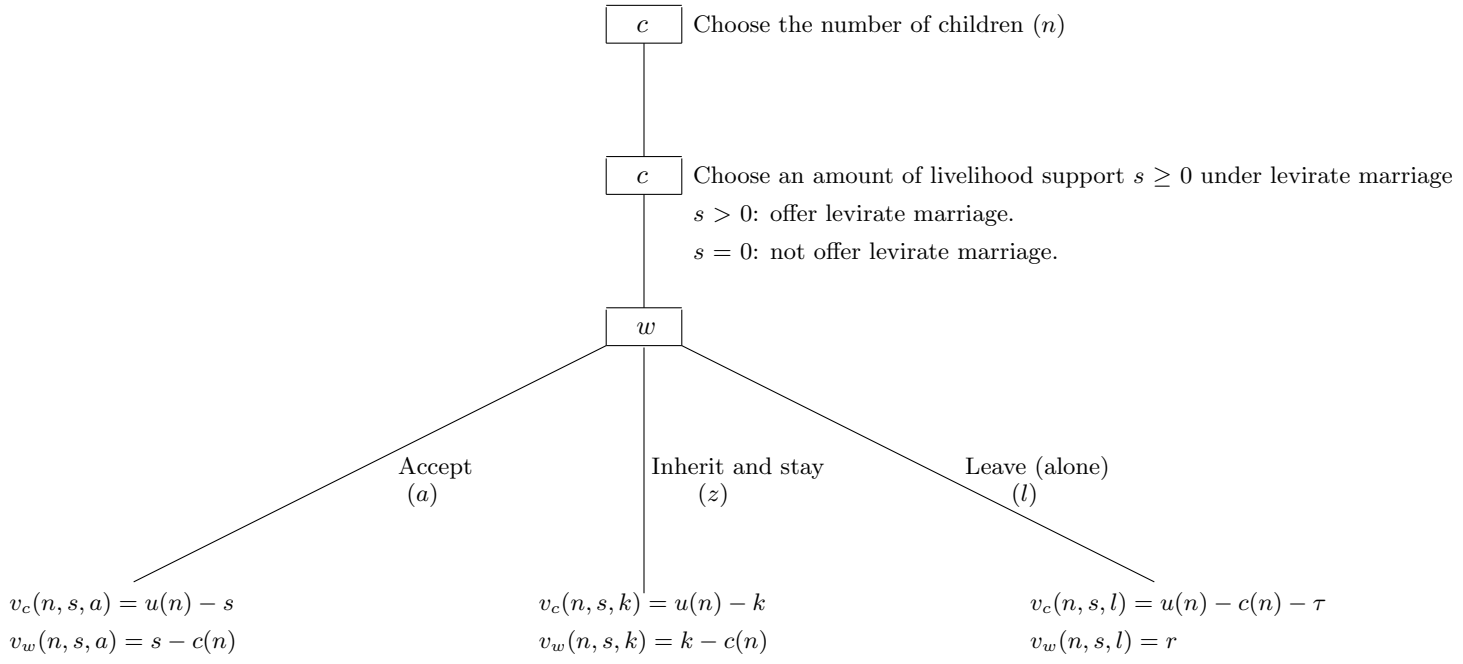 c Choose the number of children (n)
c Choose an amount of livelihood support s ≥ 0 under levirate marriage
s > 0: offer levirate marriage.
s = 0: not offer levirate marriage.
w
Accept Inherit and stay Leave (alone)
(a) (z) (l)
v_c(n, s, a) = u(n) − s v_c(n, s, k) = u(n) − k v_c(n, s, l) = u(n) − c(n) − τ
v_w(n, s, a) = s − c(n) v_w(n, s, k) = k − c(n) v_w(n, s, l) = r